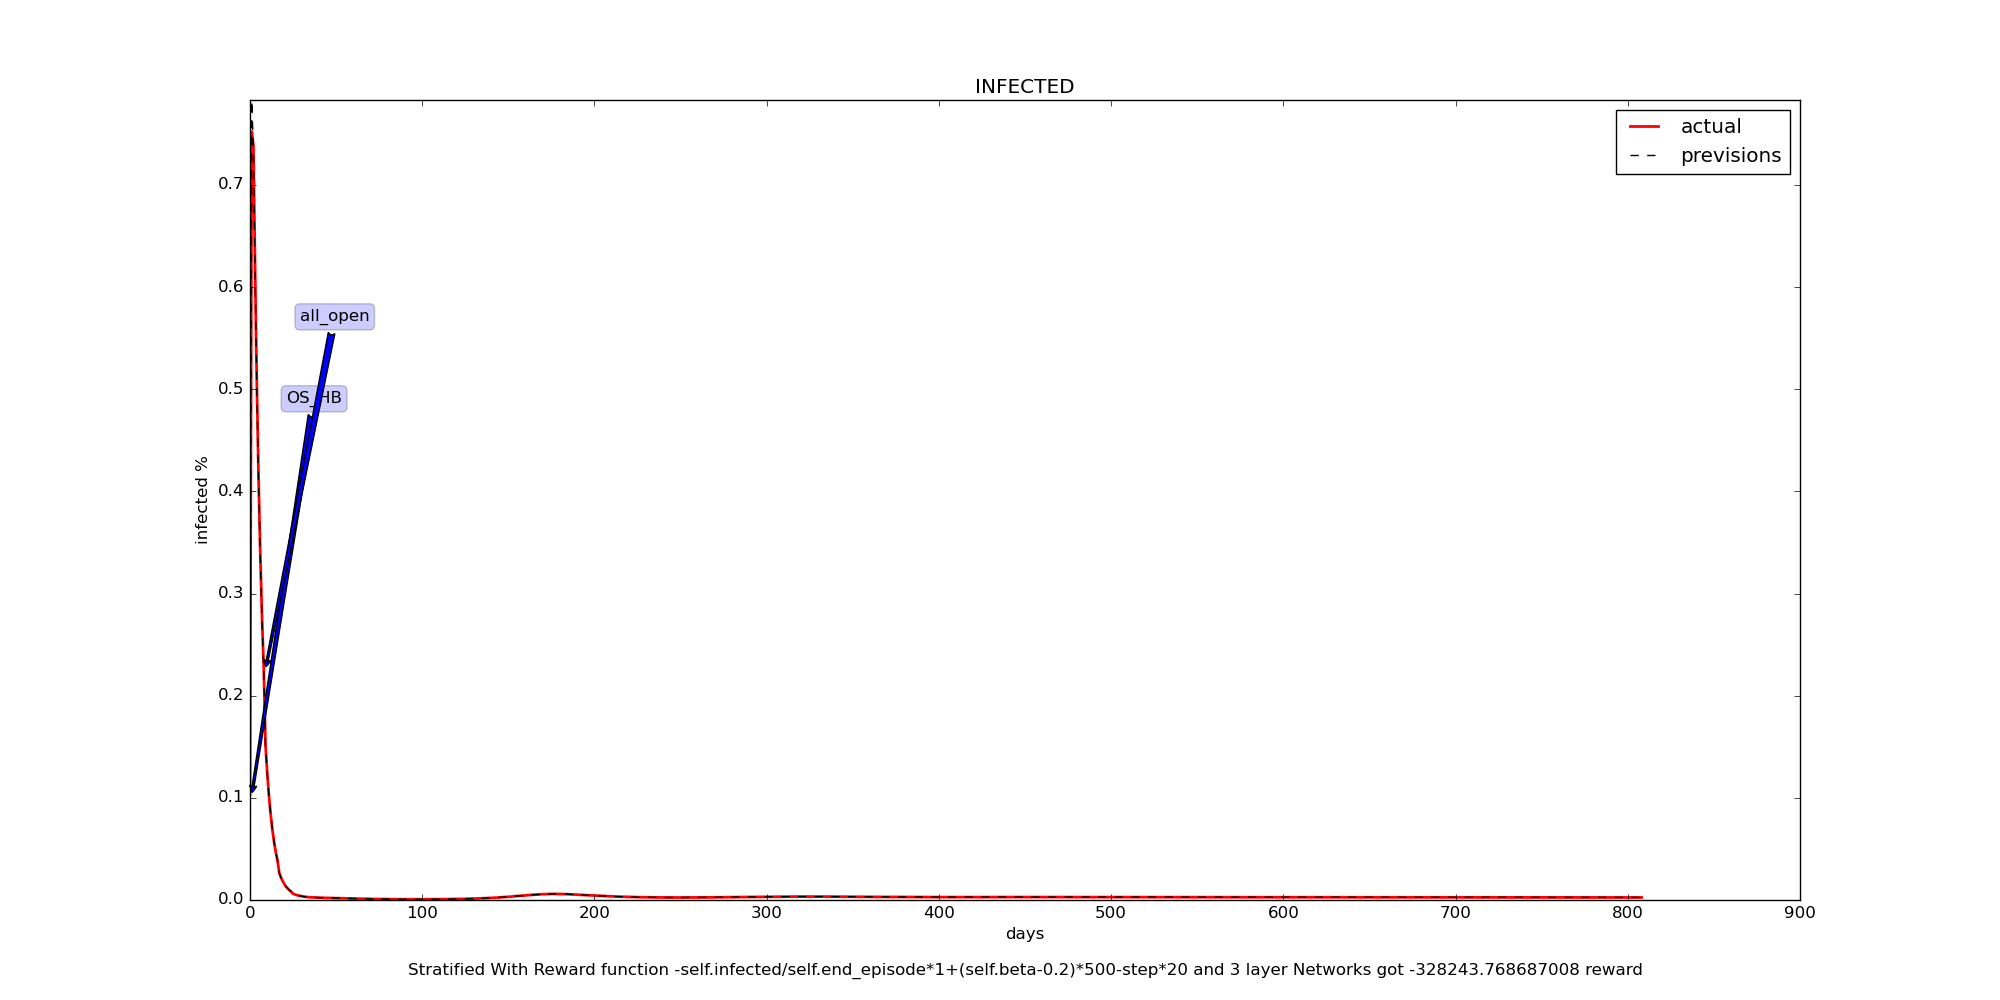 INFECTED
actual
previsions
all_open
OS_HB
infected %
0.7
0.6
0.5
0.4
0.3
0.2
0.1
0.0
0 100 200 300 400 500 600 700 800 900
days
Stratified With Reward function -self.infected/self.end_episode*1+(self.beta-0.2)*500-step*20 and 3 layer Networks got -328243.768687008 reward